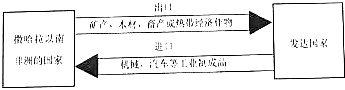 出口
矿产、木材、畜产或热带经济作物
撒哈拉以南
非洲的国家
发达国家
进口
机械、汽车等工业制成品